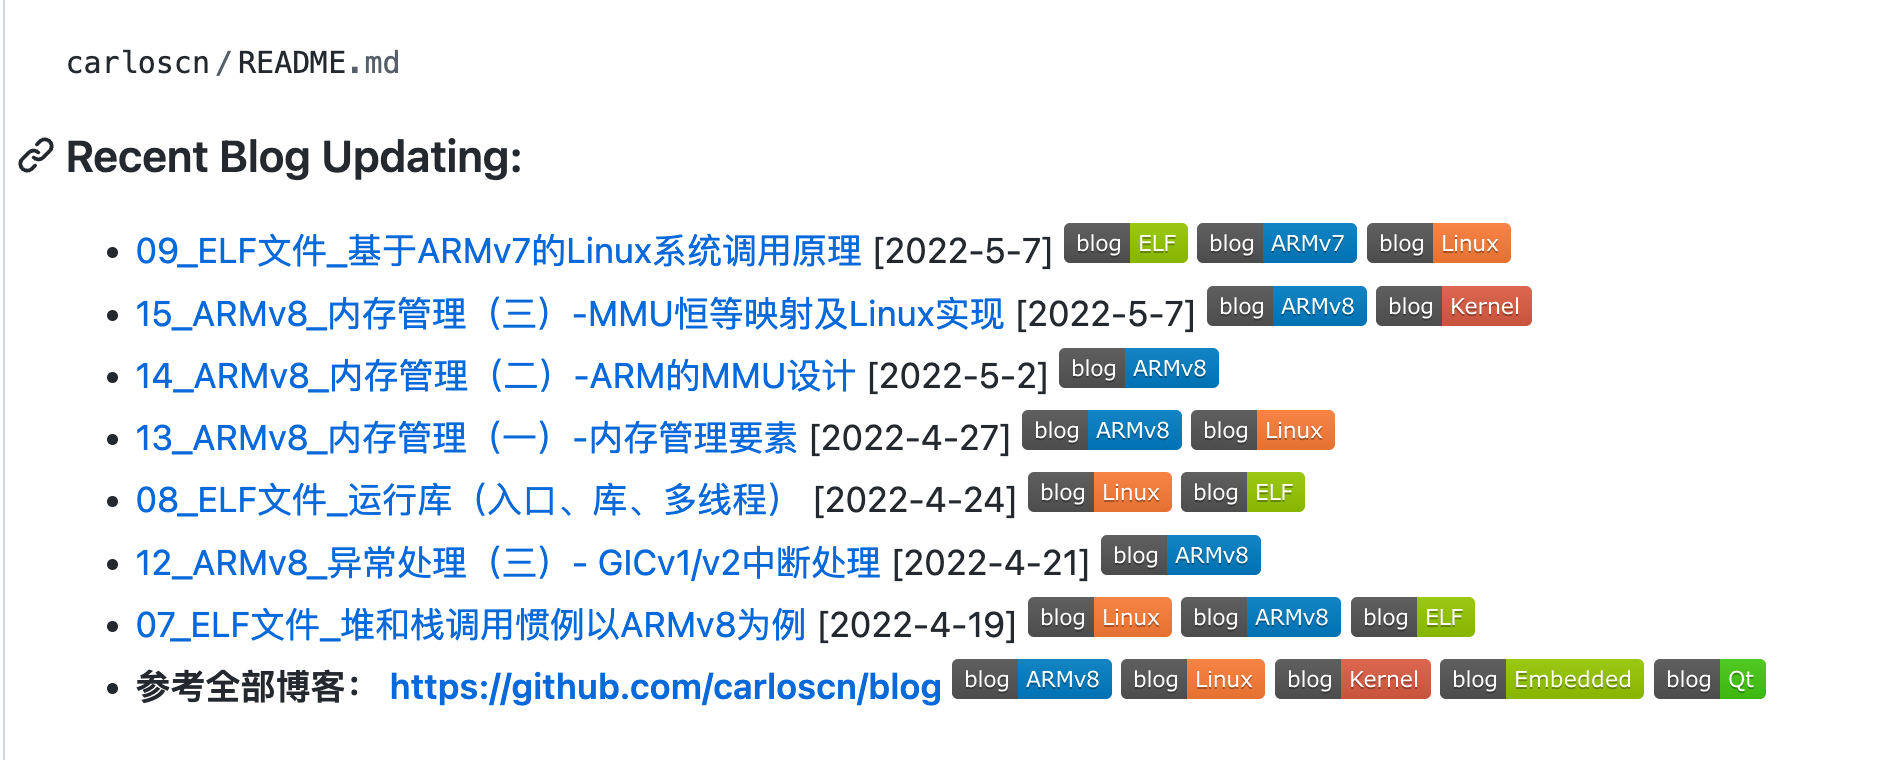 carloscn/README.md
Recent Blog Updating:
09_ELF文件_基于ARMv7的Linux系统调用原理 [2022-5-7] blog ELF blog ARMv7 blog Linux
15_ARMv8_内存管理（三）-MMU恒等映射及Linux实现 [2022-5-7] blog ARMv8 blog Kernel
14_ARMv8_内存管理（二）-ARM的MMU设计 [2022-5-2] blog ARMv8
13_ARMv8_内存管理（一）-内存管理要素 [2022-4-27] blog ARMv8 blog Linux
08_ELF文件_运行库（入口、库、多线程） [2022-4-24] blog Linux blog ELF
12_ARMv8_异常处理（三）- GICv1/v2中断处理 [2022-4-21] blog ARMv8
07_ELF文件_堆和栈调用惯例以ARMv8为例 [2022-4-19] blog Linux blog ARMv8 blog ELF
参考全部博客： https://github.com/carloscn/blog blog ARMv8 blog Linux blog Kernel blog Embedded blog Qt